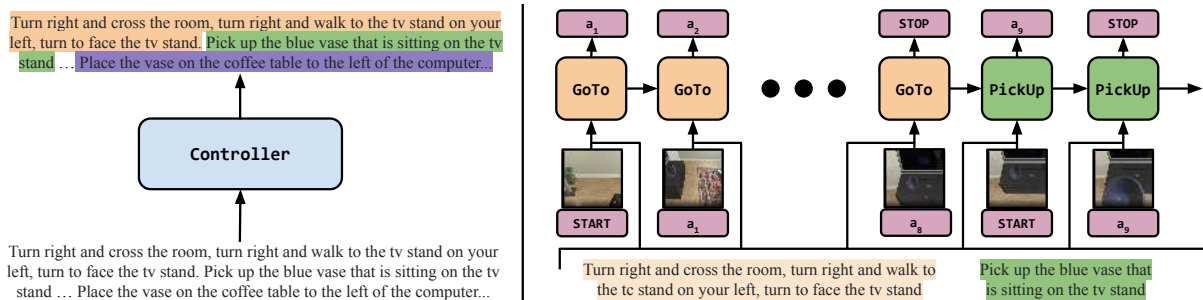 Turn right and cross the room, turn right and walk to the tv stand on your
left, turn to face the tv stand. Pick up the blue vase that is sitting on the tv
stand ... Place the vase on the coffee table to the left of the computer...
Controller
Turn right and cross the room, turn right and walk to the tv stand on your
left, turn to face the tv stand. Pick up the blue vase that is sitting on the tv
stand ... Place the vase on the coffee table to the left of the computer...
a₁ a₂ STOP a₉ STOP
GoTo GoTo GoTo PickUp PickUp
START a₁ a₈ START a₉
Turn right and cross the room, turn right and walk to
the tc stand on your left, turn to face the tv stand
Pick up the blue vase that
is sitting on the tv stand